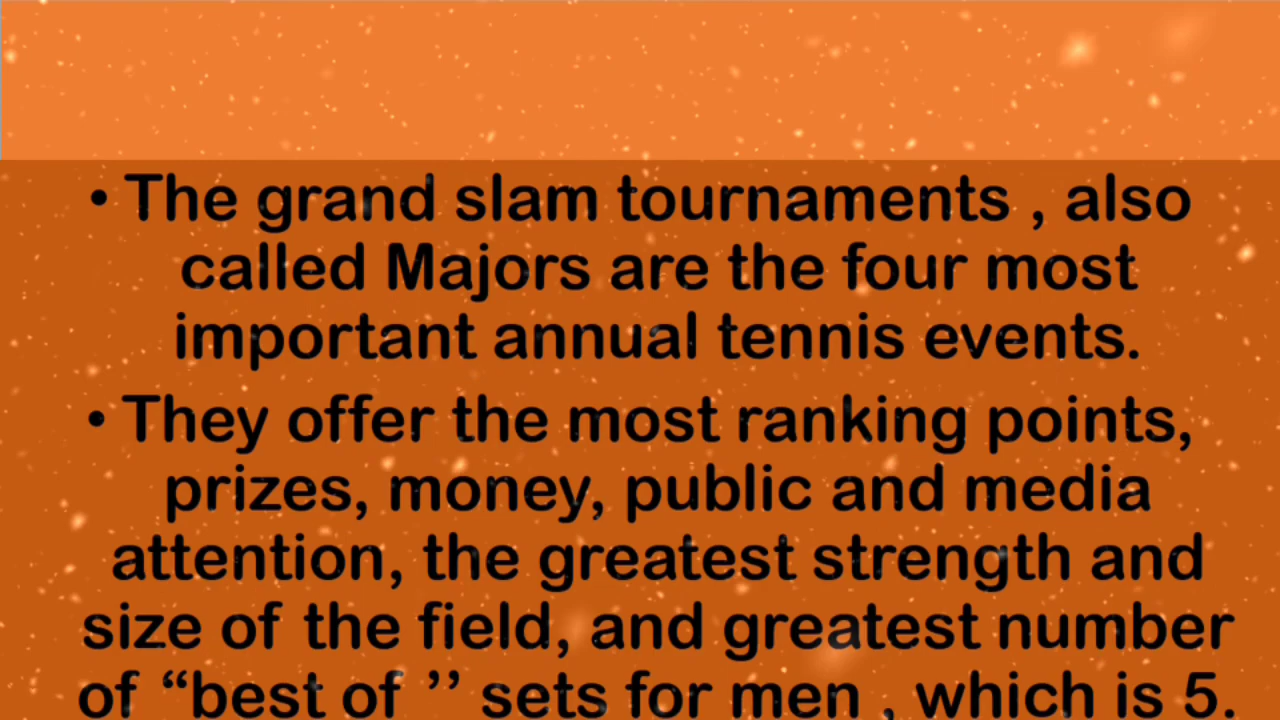 • The grand slam tournaments , also
called Majors are the four most
important annual tennis events.
• They offer the most ranking points,
prizes, money, public and media
attention, the greatest strength and
size of the field, and greatest number
of “best of ’’ sets for men , which is 5.